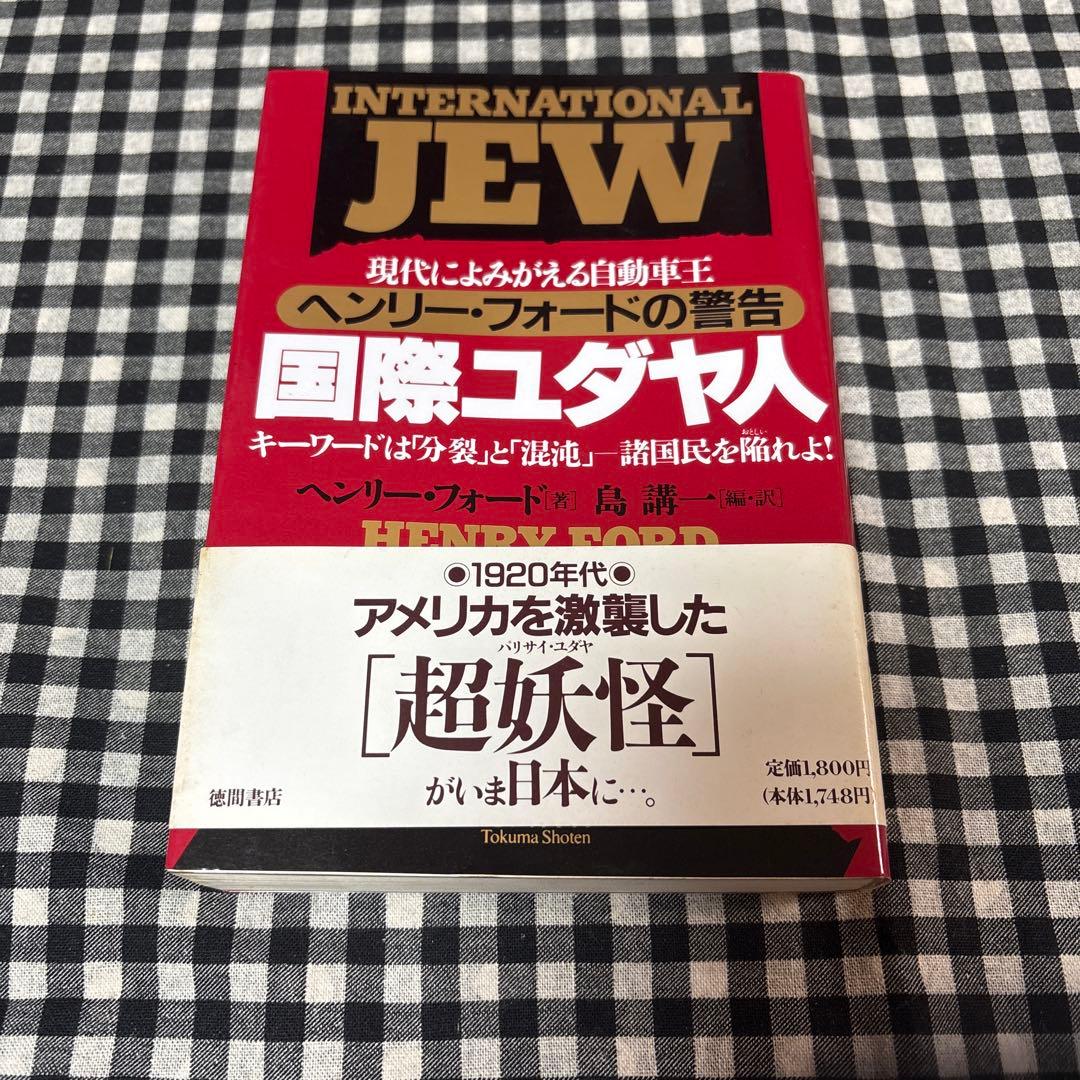 INTERNATIONAL
JEW
現代によみがえる自動車王
ヘンリー・フォードの警告
国際ユダヤ人
おとしい
キーワードは「分裂」と「混沌」―諸国民を陥れよ!
ヘンリー・フォード[著] 島 講一[編・訳]
HENRY FORD
●1920年代●
アメリカを激襲した
パリサイ・ユダヤ
[超妖怪]
がいま日本に…。
定価1,800円
(本体1,748円)
徳間書店
Tokuma Shoten